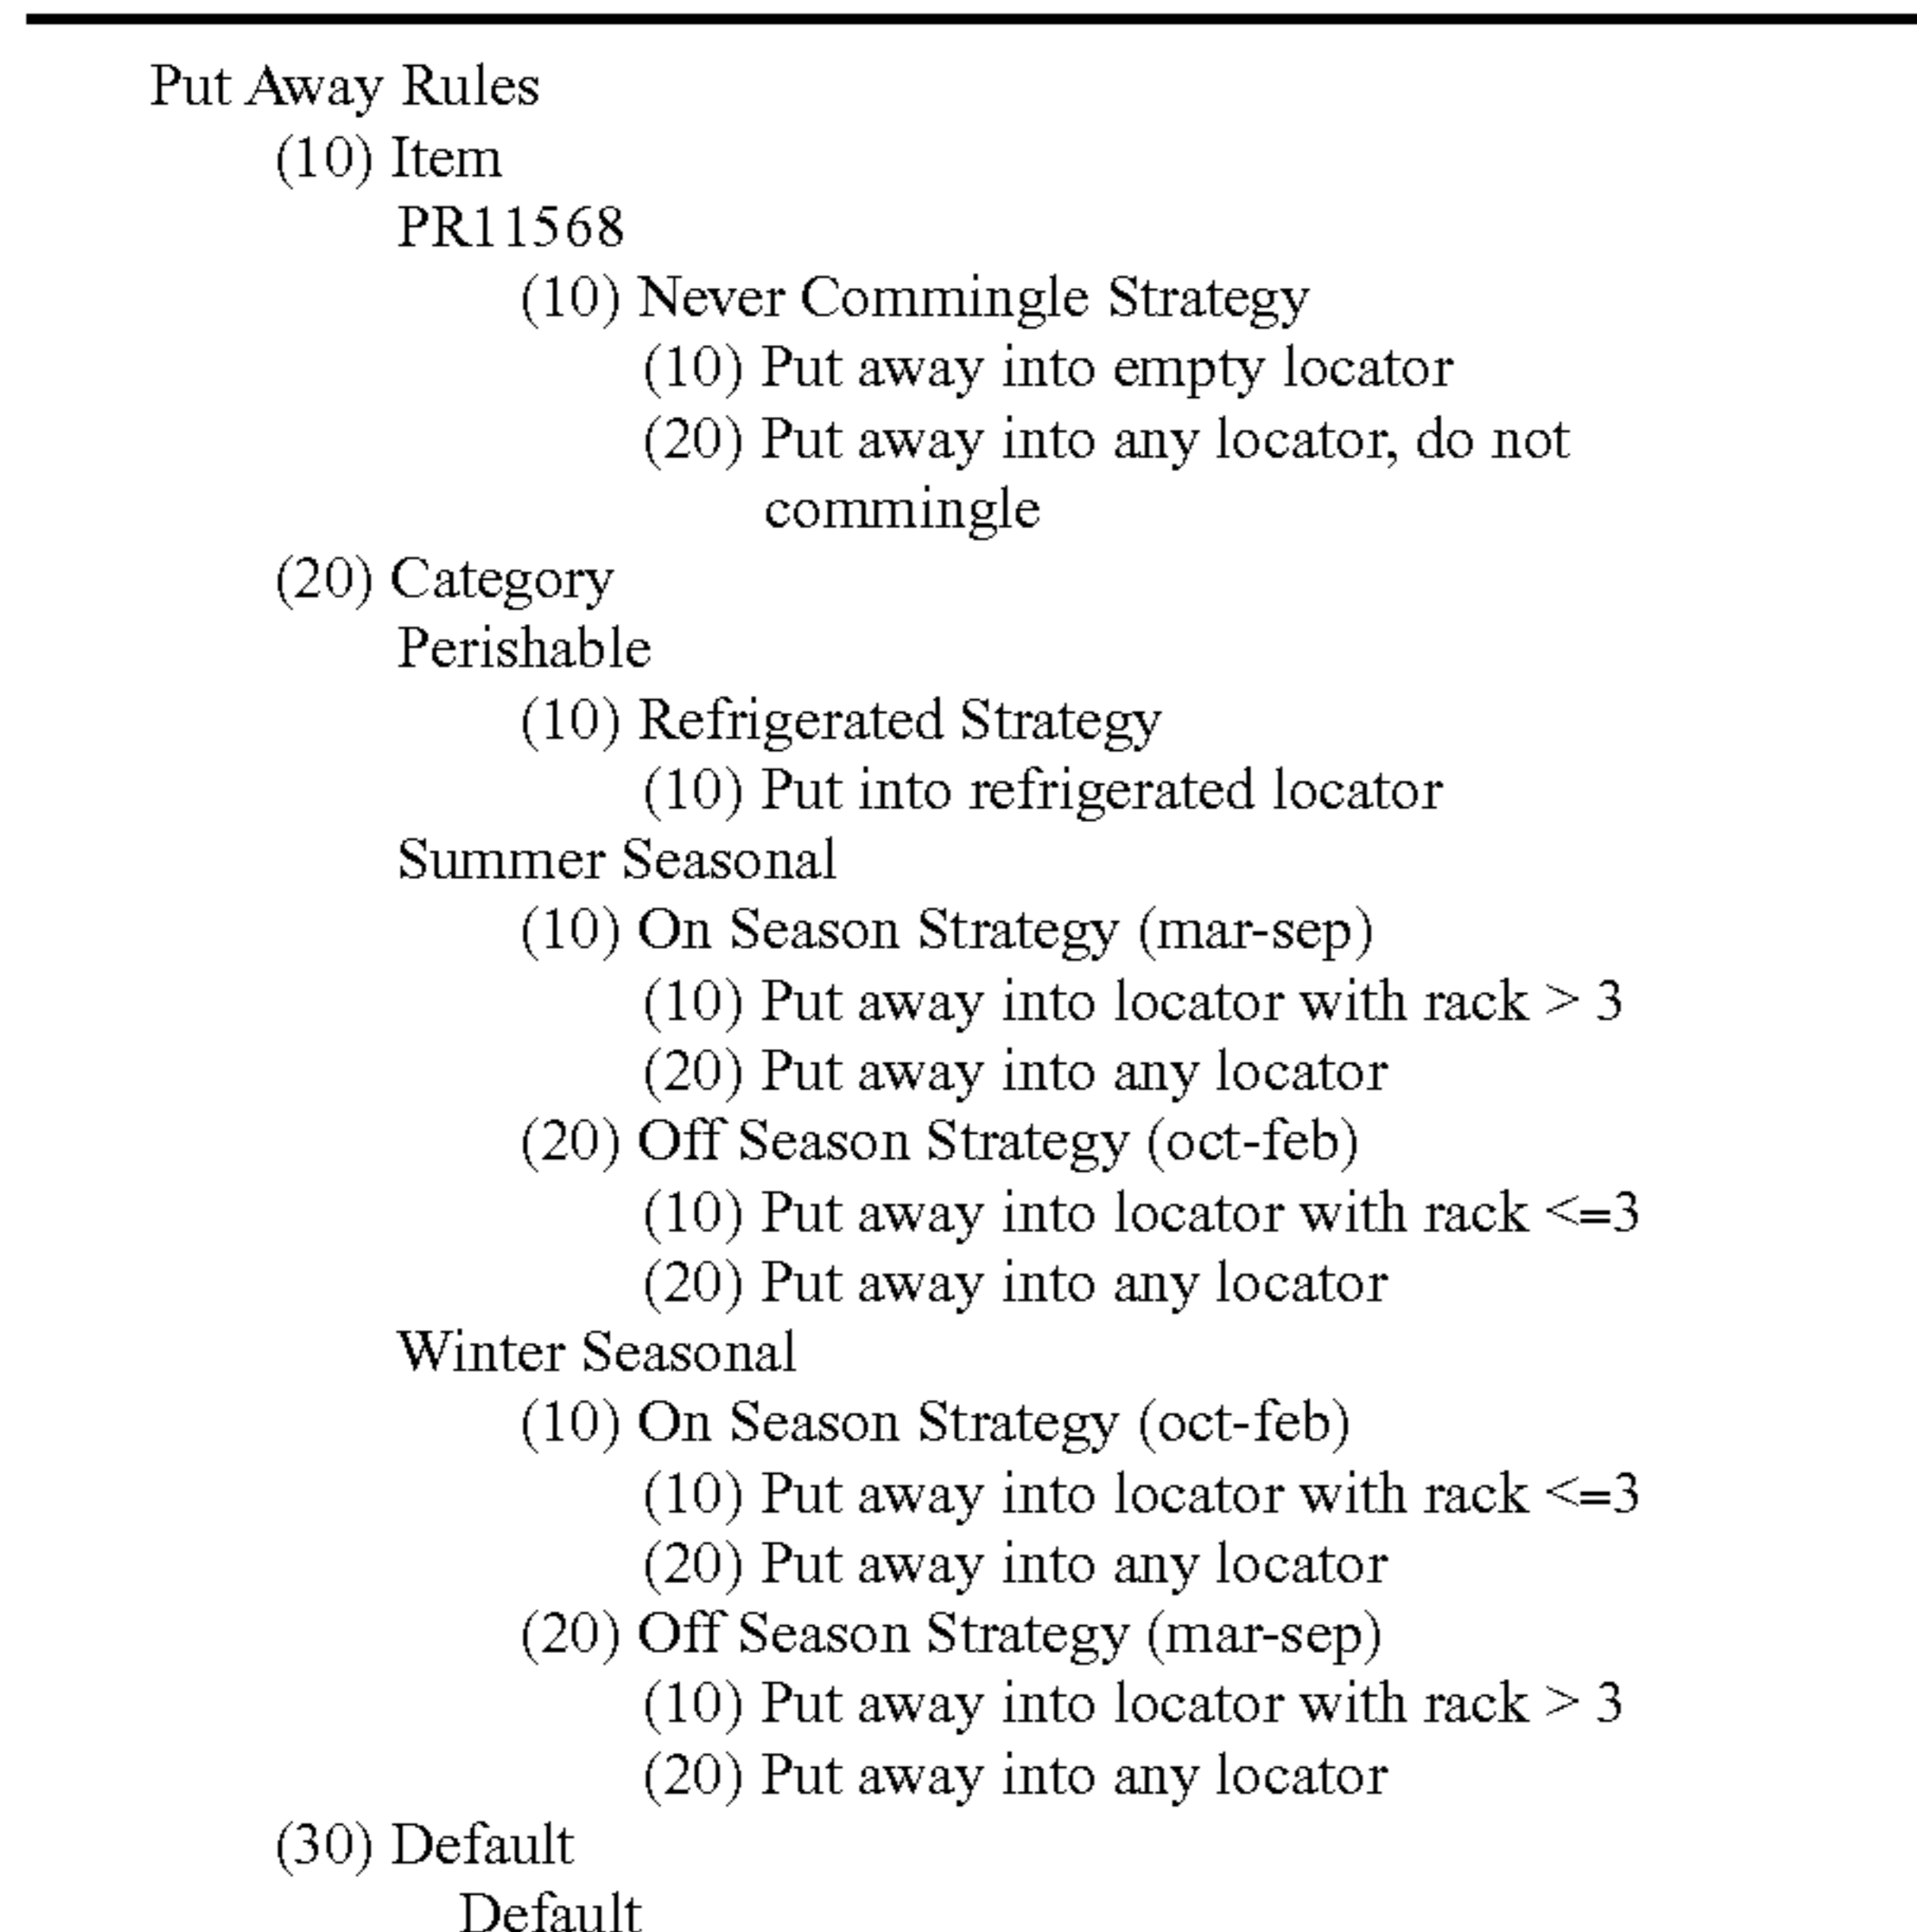 Put Away Rules
(10) Item
PR11568
(10) Never Commingle Strategy
(10) Put away into empty locator
(20) Put away into any locator, do not
commingle
(20) Category
Perishable
(10) Refrigerated Strategy
(10) Put into refrigerated locator
Summer Seasonal
(10) On Season Strategy (mar-sep)
(10) Put away into locator with rack > 3
(20) Put away into any locator
(20) Off Season Strategy (oct-feb)
(10) Put away into locator with rack <=3
(20) Put away into any locator
Winter Seasonal
(10) On Season Strategy (oct-feb)
(10) Put away into locator with rack <=3
(20) Put away into any locator
(20) Off Season Strategy (mar-sep)
(10) Put away into locator with rack > 3
(20) Put away into any locator
(30) Default
Default